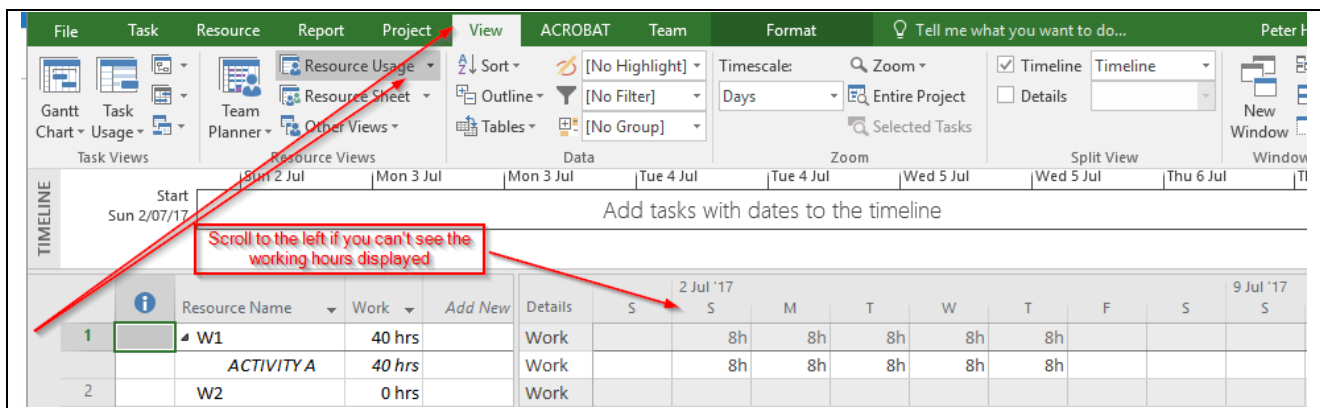 File Task Resource Report Project View ACROBAT Team Format Tell me what you want to do... Peter H
Resource Usage Sort [No Highlight] Timescale: Zoom Timeline Timeline
Resource Sheet Outline [No Filter] Days Entire Project Details
Gantt Chart Task Usage Team Planner Other Views Tables [No Group] Selected Tasks New Window
Task Views Resource Views Data Zoom Split View Window
TIMELINE
Sun 2 Jul Mon 3 Jul Mon 3 Jul Tue 4 Jul Tue 4 Jul Wed 5 Jul Wed 5 Jul Thu 6 Jul
Start
Sun 2/07/17
Add tasks with dates to the timeline
Scroll to the left if you can't see the
working hours displayed
2 Jul '17 9 Jul '17
Resource Name Work Add New Details S S M T W T F S S
1 W1 40 hrs Work 8h 8h 8h 8h 8h
ACTIVITY A 40 hrs Work 8h 8h 8h 8h 8h
2 W2 0 hrs Work